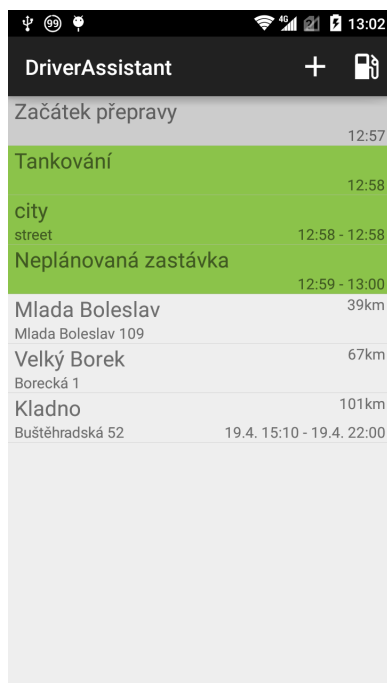 99 4G 13:02
DriverAssistant
Začátek přepravy
12:57
Tankování
12:58
city
street 12:58 - 12:58
Neplánovaná zastávka
12:59 - 13:00
Mlada Boleslav 39km
Mlada Boleslav 109
Velký Borek 67km
Borecká 1
Kladno 101km
Buštěhradská 52 19.4. 15:10 - 19.4. 22:00